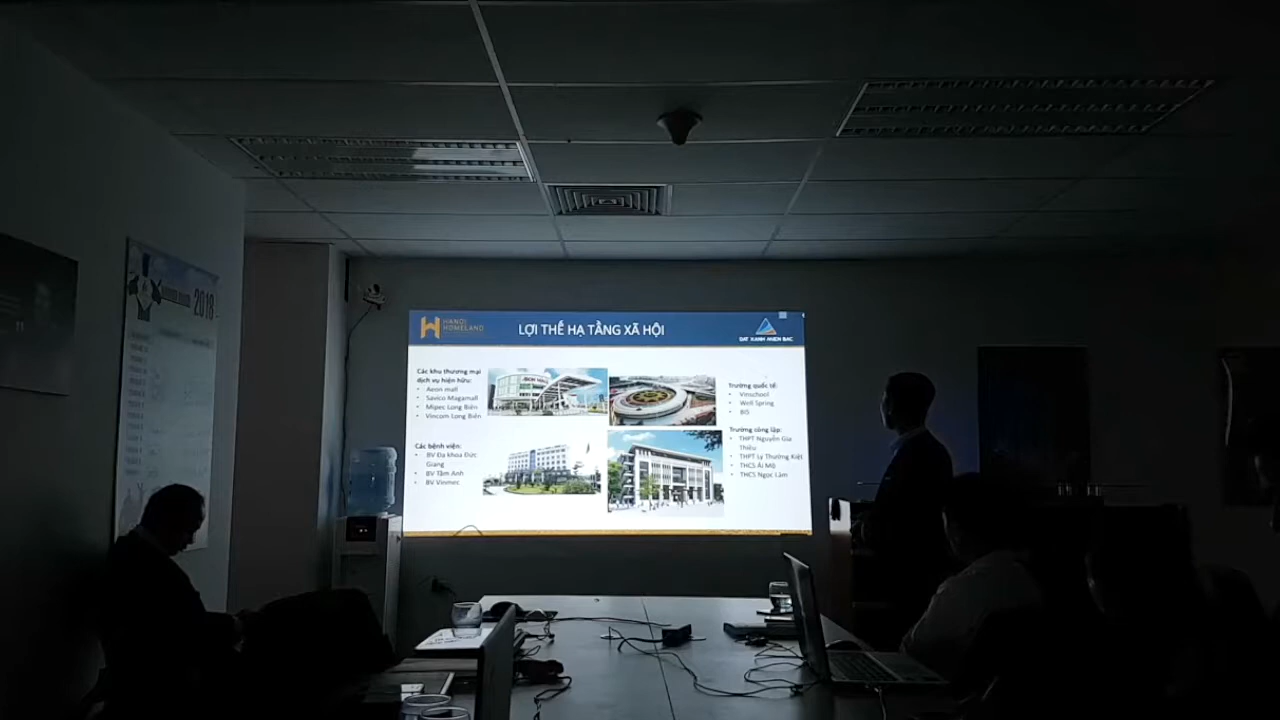 2018
HANOI
HOMELAND
LỢI THẾ HẠ TẦNG XÃ HỘI
ĐẤT XANH MIỀN BẮC
Các khu thương mại
dịch vụ hiện hữu:
• Aeon mall
• Savico Magamall
• Mipec Long Biên
• Vincom Long Biên
Các bệnh viện:
• BV Đa khoa Đức
Giang
• BV Tâm Anh
• BV Vinmec
Trường quốc tế:
• Vinschool
• Well Spring
• BIS
Trường công lập:
• THPT Nguyễn Gia
Thiều
• THPT Lý Thường Kiệt
• THCS Ái Mộ
• THCS Ngọc Lâm